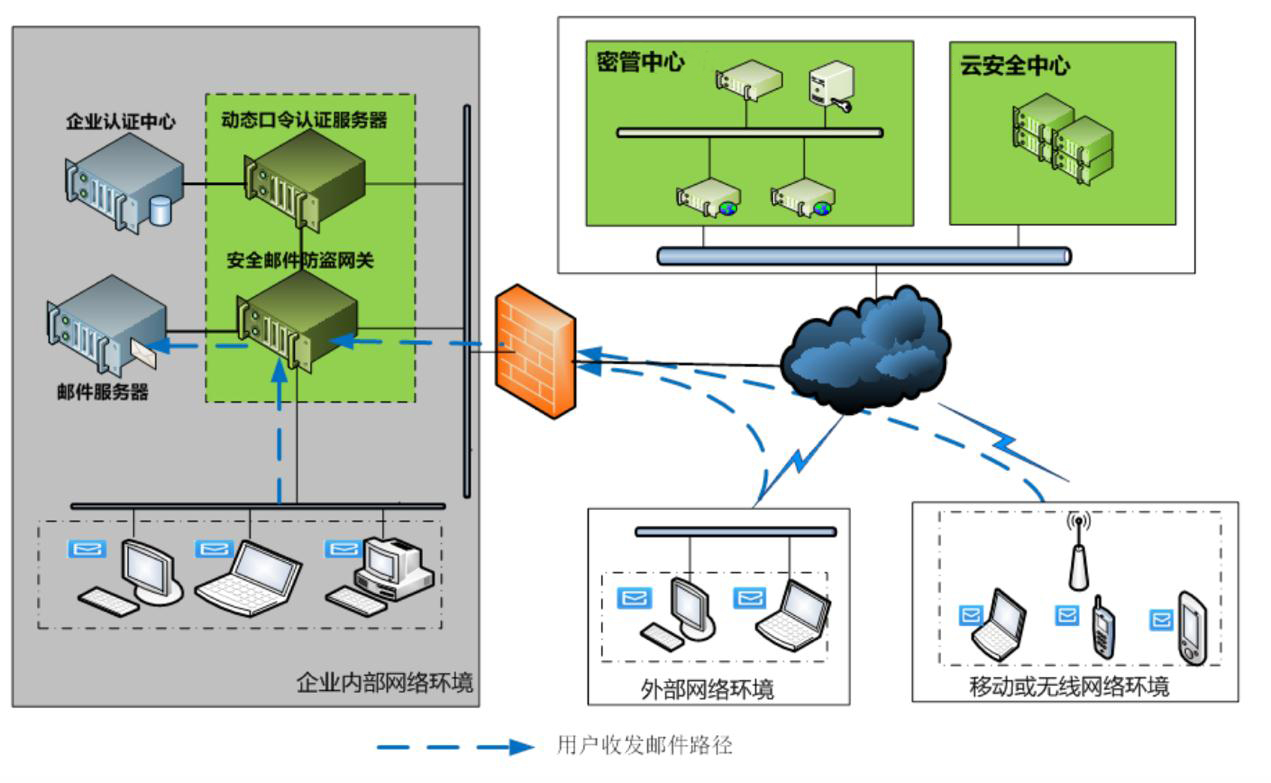 密管中心
云安全中心
企业认证中心
动态口令认证服务器
安全邮件防盗网关
邮件服务器
企业内部网络环境
外部网络环境
移动或无线网络环境
用户收发邮件路径